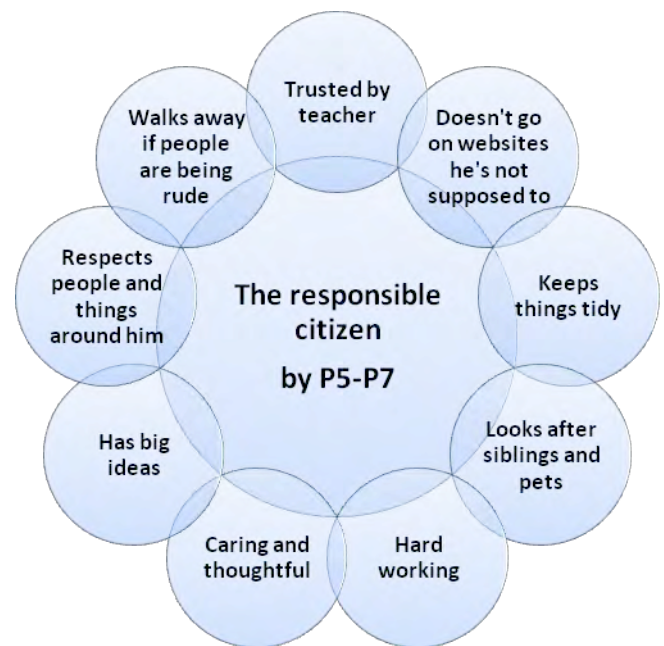 The responsible
citizen
by P5-P7
Trusted by
teacher
Doesn't go
on websites
he's not
supposed to
Keeps
things tidy
Looks after
siblings and
pets
Hard
working
Caring and
thoughtful
Has big
ideas
Respects
people and
things
around him
Walks away
if people
are being
rude